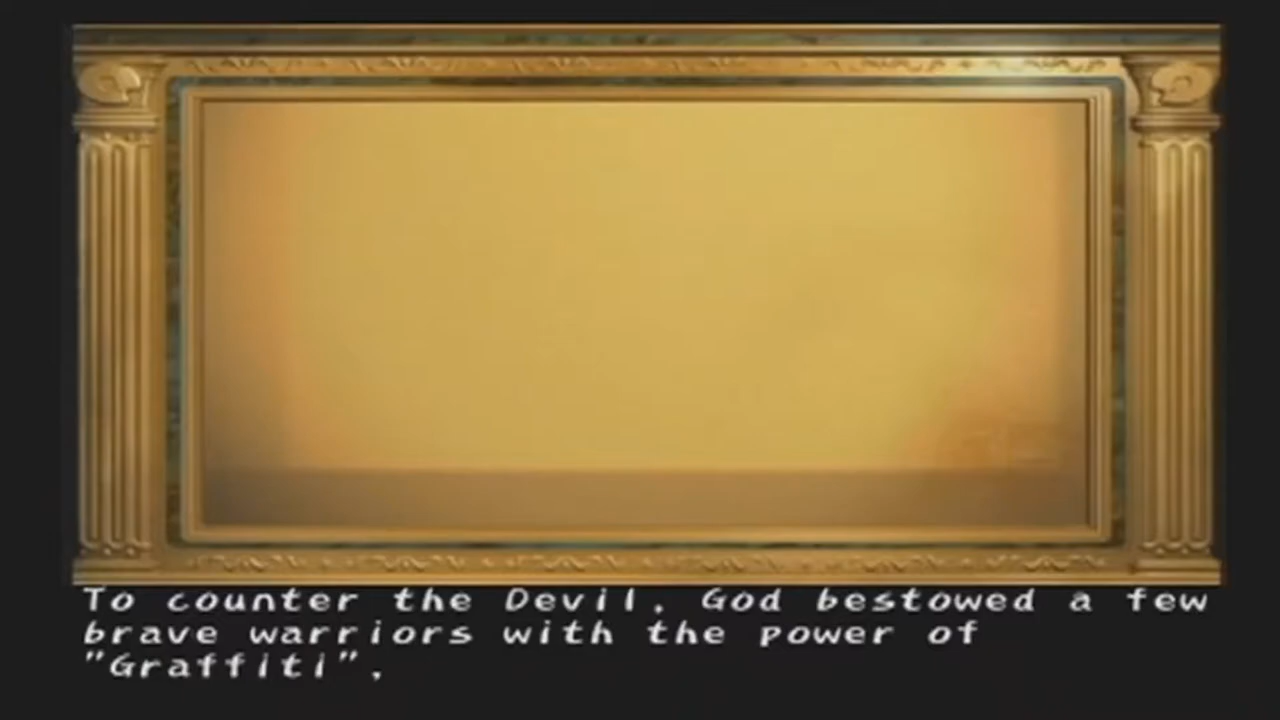 To counter the Devil, God bestowed a few
brave warriors with the power of
"Graffiti",